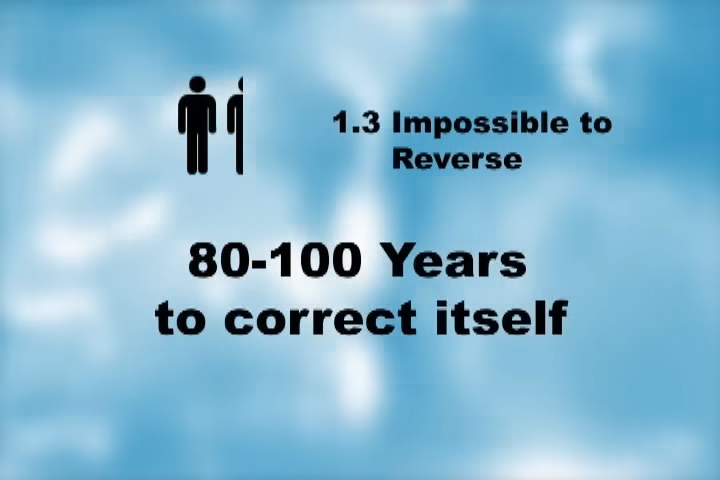 1.3 Impossible to
Reverse
80-100 Years
to correct itself